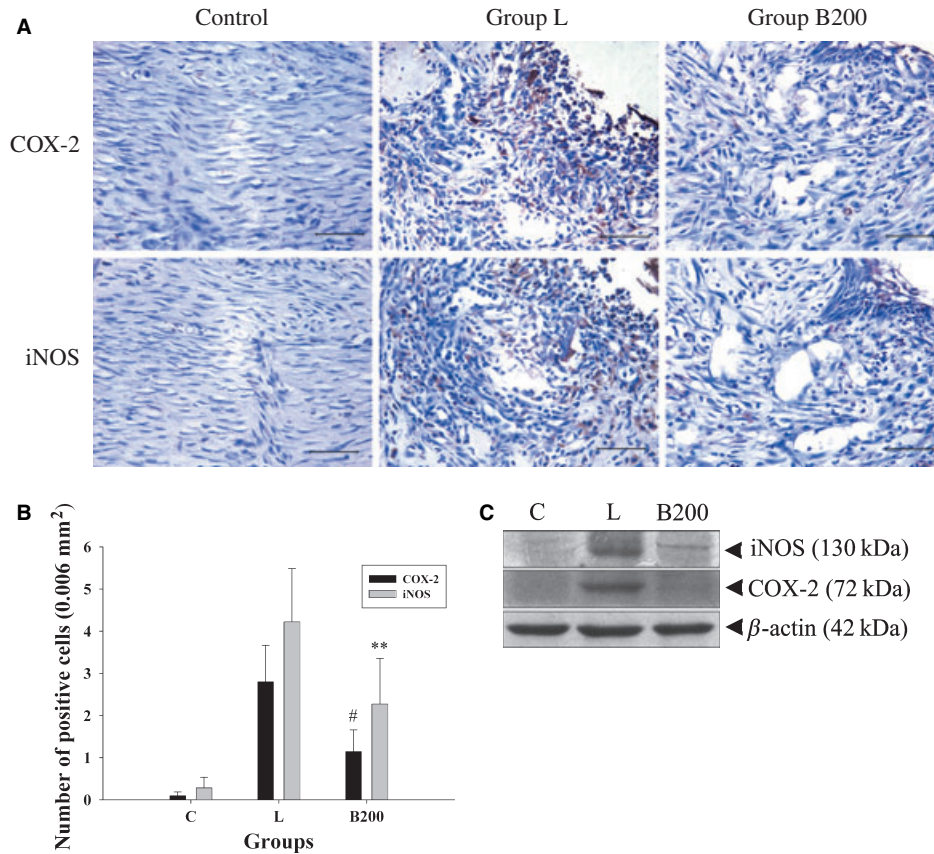 A
Control
Group L
Group B200
COX-2
iNOS
B
Number of positive cells (0.006 mm²)
6
5
4
3
2
1
0
COX-2
iNOS
#
**
C
L
B200
Groups
C
C
L
B200
iNOS (130 kDa)
COX-2 (72 kDa)
β-actin (42 kDa)